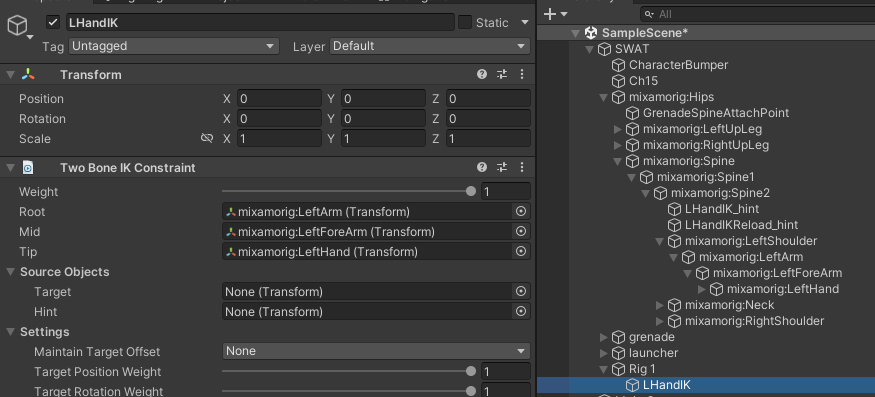 LHandIK
Static
Tag Untagged Layer Default
Transform
Position X 0 Y 0 Z 0
Rotation X 0 Y 0 Z 0
Scale X 1 Y 1 Z 1
Two Bone IK Constraint
Weight 1
Root mixamorig:LeftArm (Transform)
Mid mixamorig:LeftForeArm (Transform)
Tip mixamorig:LeftHand (Transform)
Source Objects
Target None (Transform)
Hint None (Transform)
Settings
Maintain Target Offset None
Target Position Weight 1
Target Rotation Weight 1
All
SampleScene*
SWAT
CharacterBumper
Ch15
mixamorig:Hips
GrenadeSpineAttachPoint
mixamorig:LeftUpLeg
mixamorig:RightUpLeg
mixamorig:Spine
mixamorig:Spine1
mixamorig:Spine2
LHandIK_hint
LHandIKReload_hint
mixamorig:LeftShoulder
mixamorig:LeftArm
mixamorig:LeftForeArm
mixamorig:LeftHand
mixamorig:Neck
mixamorig:RightShoulder
grenade
launcher
Rig 1
LHandIK